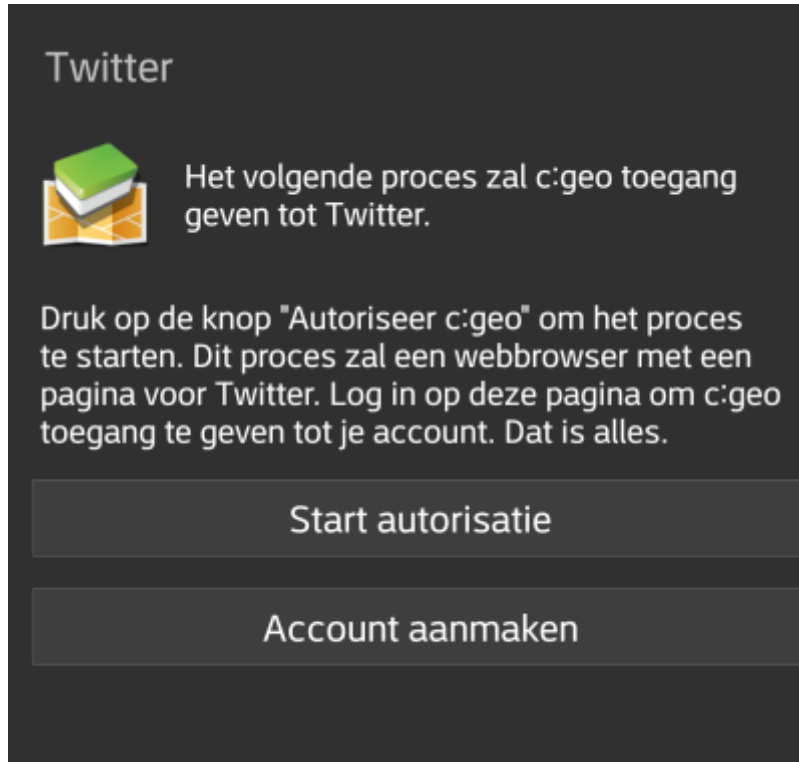 Twitter
Het volgende proces zal c:geo toegang
geven tot Twitter.
Druk op de knop "Autoriseer c:geo" om het proces
te starten. Dit proces zal een webbrowser met een
pagina voor Twitter. Log in op deze pagina om c:geo
toegang te geven tot je account. Dat is alles.
Start autorisatie
Account aanmaken